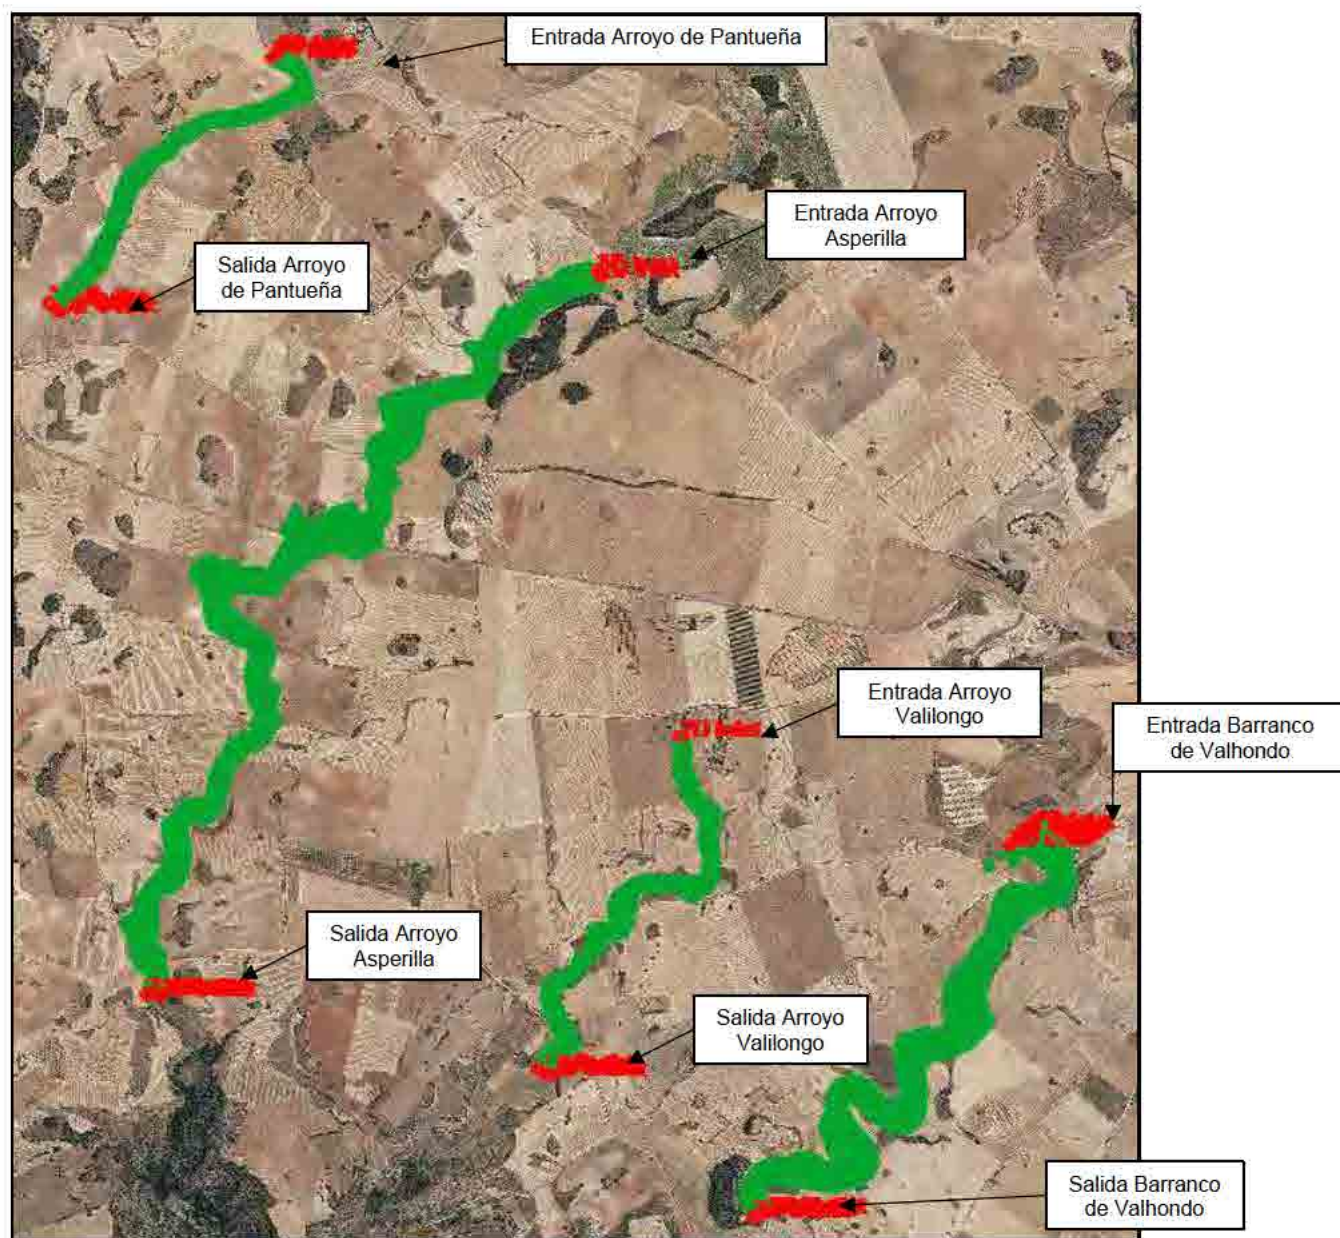 Entrada Arroyo de Pantueña
Entrada Arroyo
Asperilla
Salida Arroyo
de Pantueña
Entrada Arroyo
Valilongo
Entrada Barranco
de Valhondo
Salida Arroyo
Asperilla
Salida Arroyo
Valilongo
Salida Barranco
de Valhondo